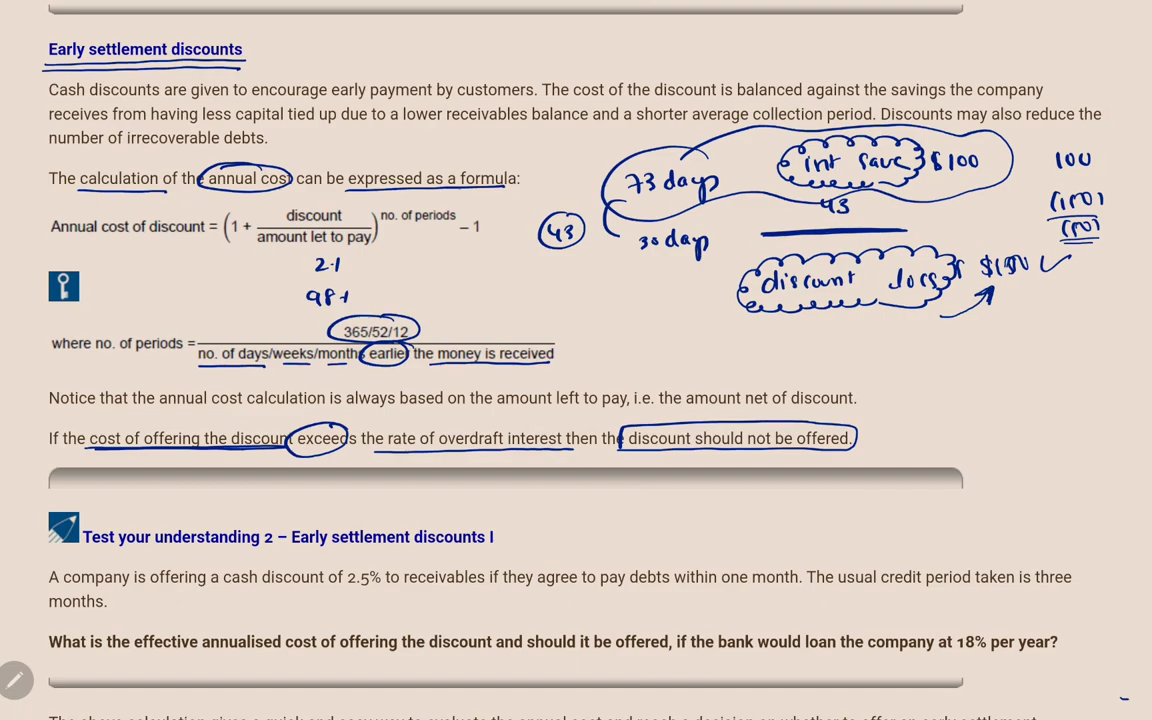 Early settlement discounts
Cash discounts are given to encourage early payment by customers. The cost of the discount is balanced against the savings the company
receives from having less capital tied up due to a lower receivables balance and a shorter average collection period. Discounts may also reduce the
number of irrecoverable debts.
The calculation of the annual cost can be expressed as a formula:
Annual cost of discount = (1 + discount / amount let to pay) no. of periods – 1
73 days
int save $100
100
43
43
30 day
discount loss $150
2.1
98
where no. of periods = 365/52/12
no. of days/weeks/months earlier the money is received
Notice that the annual cost calculation is always based on the amount left to pay, i.e. the amount net of discount.
If the cost of offering the discount exceeds the rate of overdraft interest then the discount should not be offered.
Test your understanding 2 – Early settlement discounts I
A company is offering a cash discount of 2.5% to receivables if they agree to pay debts within one month. The usual credit period taken is three
months.
What is the effective annualised cost of offering the discount and should it be offered, if the bank would loan the company at 18% per year?